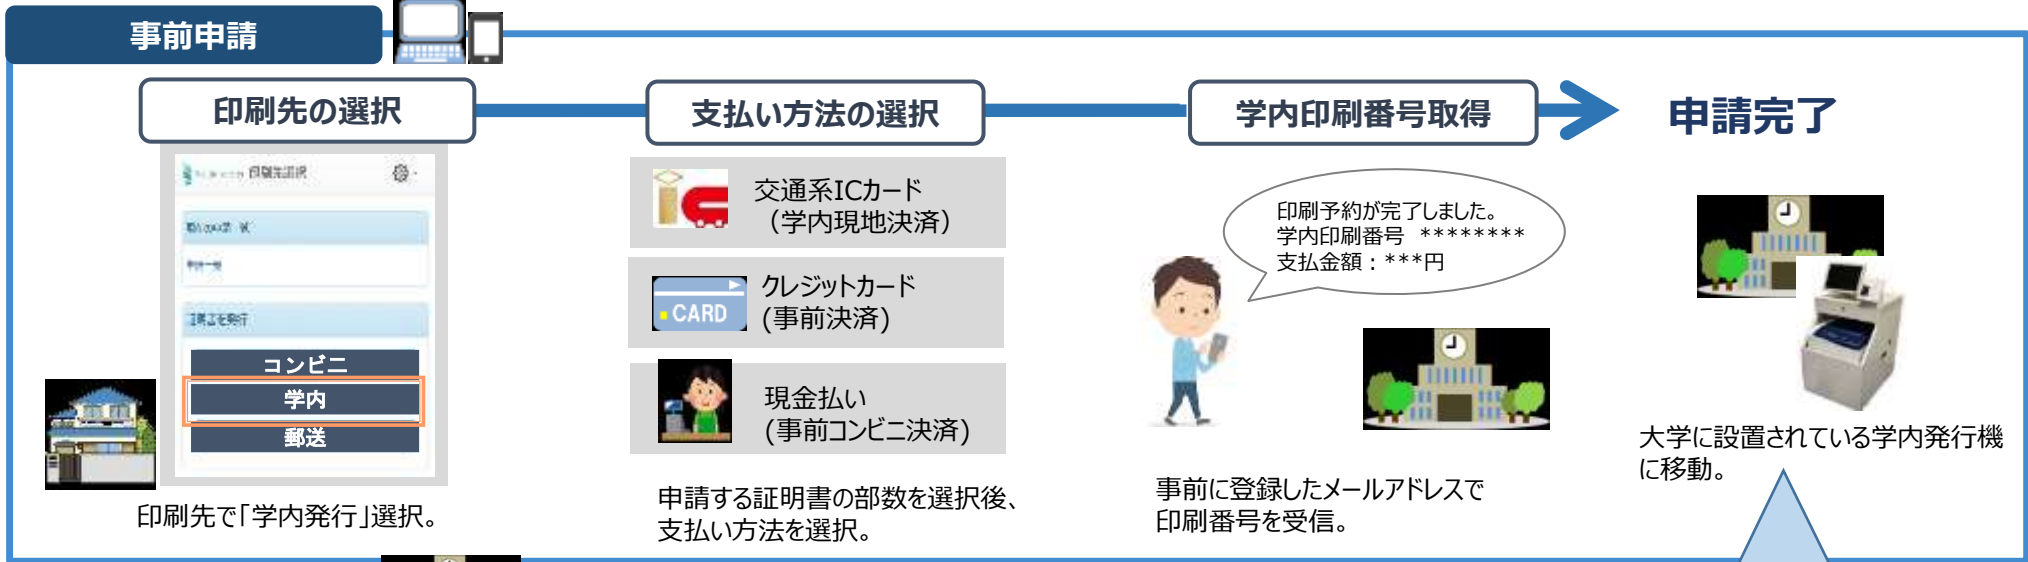 事前申請
印刷先の選択
支払い方法の選択
学内印刷番号取得
申請完了
印刷先選択
コンビニ
学内
郵送
印刷先で「学内発行」選択。
交通系ICカード
（学内現地決済）
CARD
クレジットカード
(事前決済)
現金払い
(事前コンビニ決済)
申請する証明書の部数を選択後、
支払い方法を選択。
印刷予約が完了しました。
学内印刷番号 ********
支払金額：***円
事前に登録したメールアドレスで
印刷番号を受信。
大学に設置されている学内発行機
に移動。